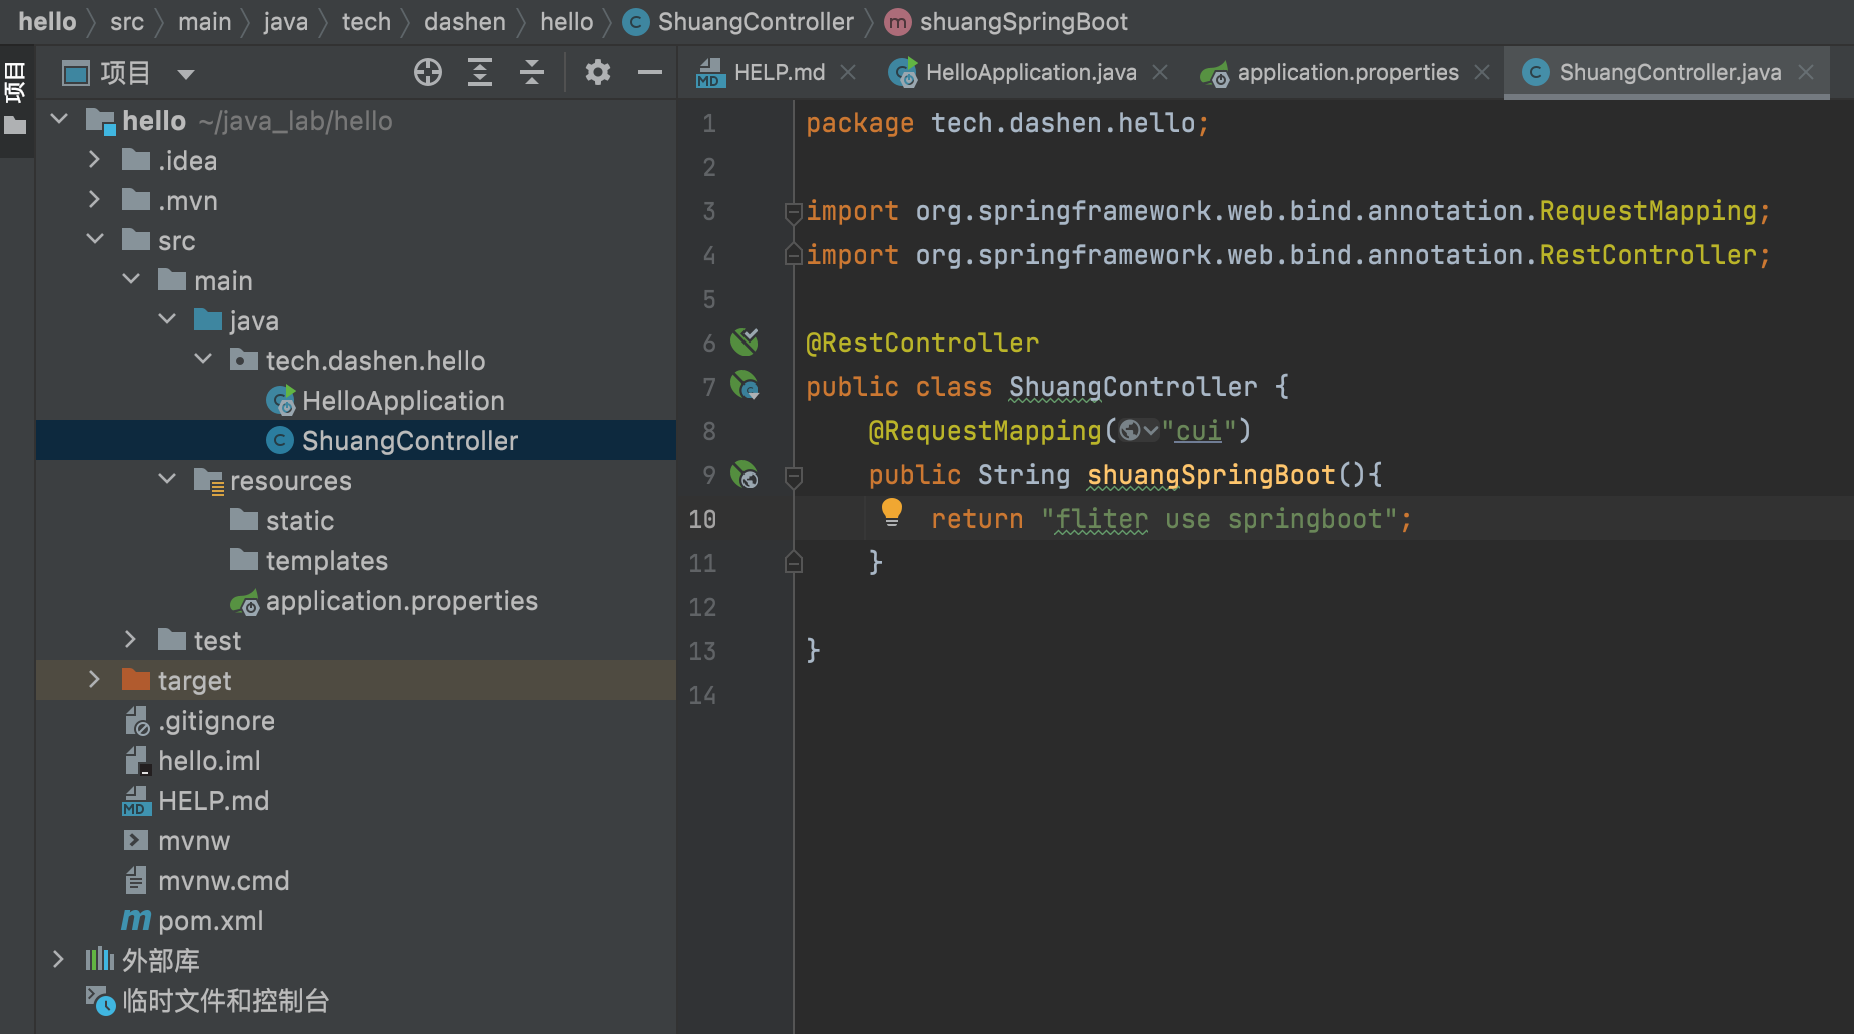 hello src main java tech dashen hello C ShuangController m shuangSpringBoot
项目
项目
MD HELP.md C HelloApplication.java application.properties C ShuangController.java
hello ~/java_lab/hello
.idea
.mvn
src
main
java
tech.dashen.hello
C HelloApplication
C ShuangController
resources
static
templates
application.properties
test
target
.gitignore
hello.iml
MD HELP.md
mvnw
mvnw.cmd
m pom.xml
外部库
临时文件和控制台
1 package tech.dashen.hello;
2
3 import org.springframework.web.bind.annotation.RequestMapping;
4 import org.springframework.web.bind.annotation.RestController;
5
6 @RestController
7 public class ShuangController {
8 @RequestMapping("cui")
9 public String shuangSpringBoot(){
10 return "fliter use springboot";
11 }
12
13 }
14